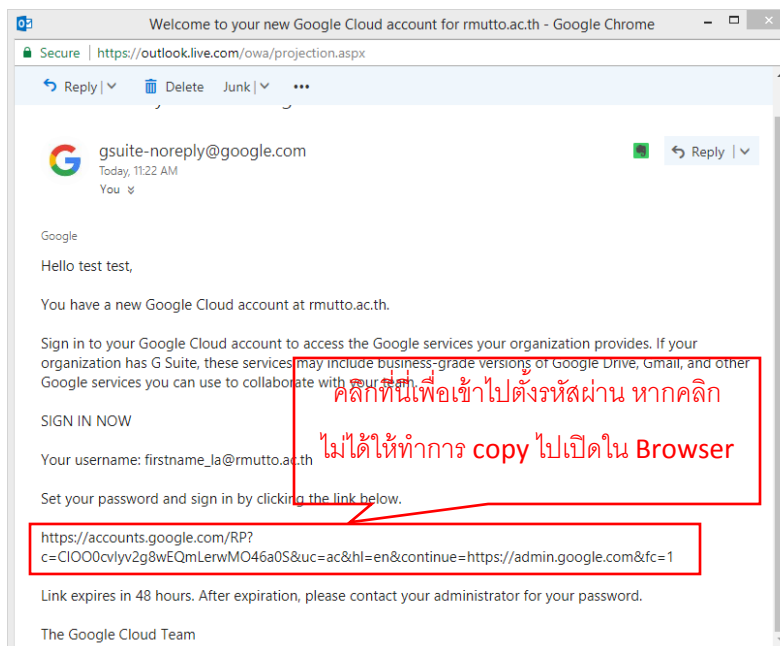 Welcome to your new Google Cloud account for rmutto.ac.th - Google Chrome
Secure | https://outlook.live.com/owa/projection.aspx
Reply | Delete Junk | •••
gsuite-noreply@google.com
Reply |
Today, 11:22 AM
You
Google
Hello test test,
You have a new Google Cloud account at rmutto.ac.th.
Sign in to your Google Cloud account to access the Google services your organization provides. If your
organization has G Suite, these services may include business-grade versions of Google Drive, Gmail, and other
Google services you can use to collaborate with your team.
คลิกที่นี่เพื่อเข้าไปตั้งรหัสผ่าน หากคลิก
ไม่ได้ให้ทำการ copy ไปเปิดใน Browser
SIGN IN NOW
Your username: firstname_la@rmutto.ac.th
Set your password and sign in by clicking the link below.
https://accounts.google.com/RP?
c=CIOO0cvlyv2g8wEQmLerwMO46a0S&uc=ac&hl=en&continue=https://admin.google.com&fc=1
Link expires in 48 hours. After expiration, please contact your administrator for your password.
The Google Cloud Team